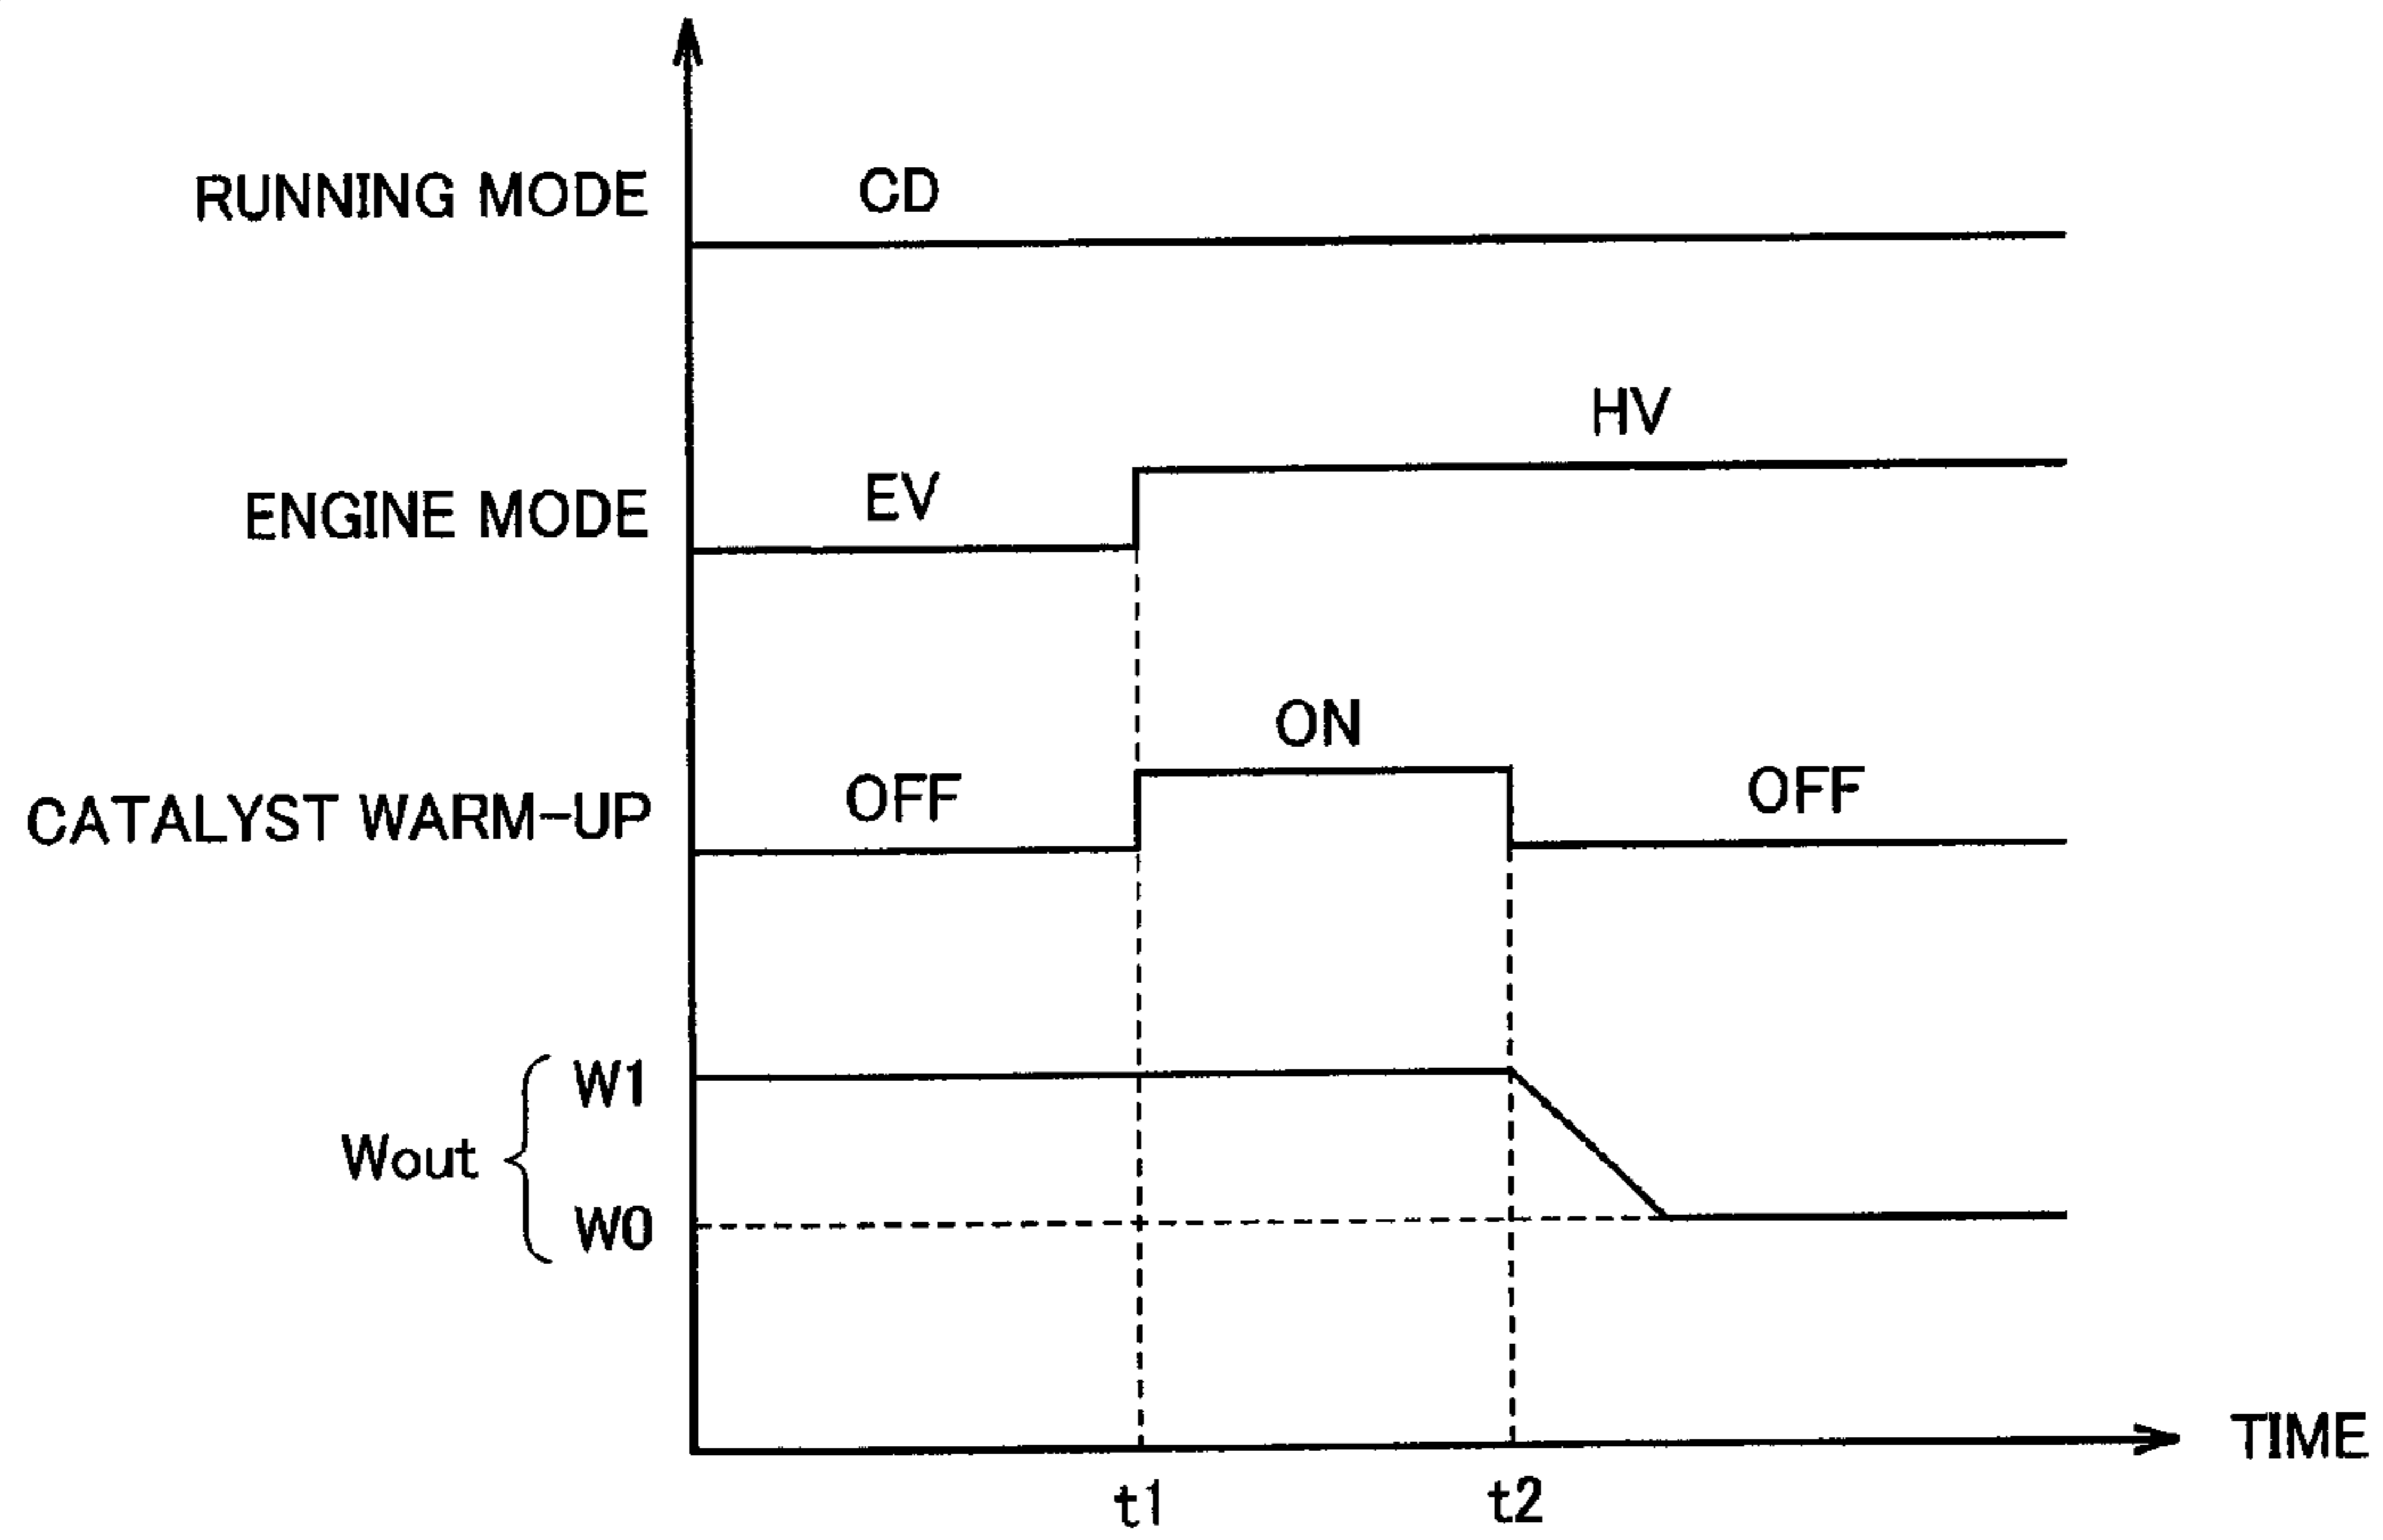 RUNNING MODE
CD
HV
ENGINE MODE
EV
ON
CATALYST WARM-UP
OFF
OFF
Wout
W1
W0
TIME
t1
t2